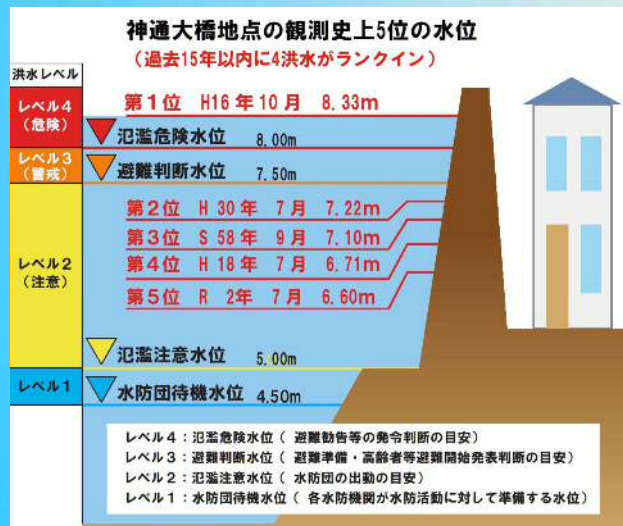 神通大橋地点の観測史上5位の水位
(過去15年以内に4洪水がランクイン)
洪水レベル
レベル4
(危険)
第1位 H16年10月 8.33m
氾濫危険水位 8.00m
レベル3
(警戒)
避難判断水位 7.50m
第2位 H 30年 7月 7.22m
第3位 S 58年 9月 7.10m
第4位 H 18年 7月 6.71m
第5位 R 2年 7月 6.60m
レベル2
(注意)
氾濫注意水位 5.00m
レベル1
水防団待機水位 4.50m
レベル4:氾濫危険水位( 避難勧告等の発令判断の目安)
レベル3:避難判断水位( 避難準備・高齢者等避難開始発表判断の目安)
レベル2:氾濫注意水位( 水防団の出動の目安)
レベル1:水防団待機水位( 各水防機関が水防活動に対して準備する水位)